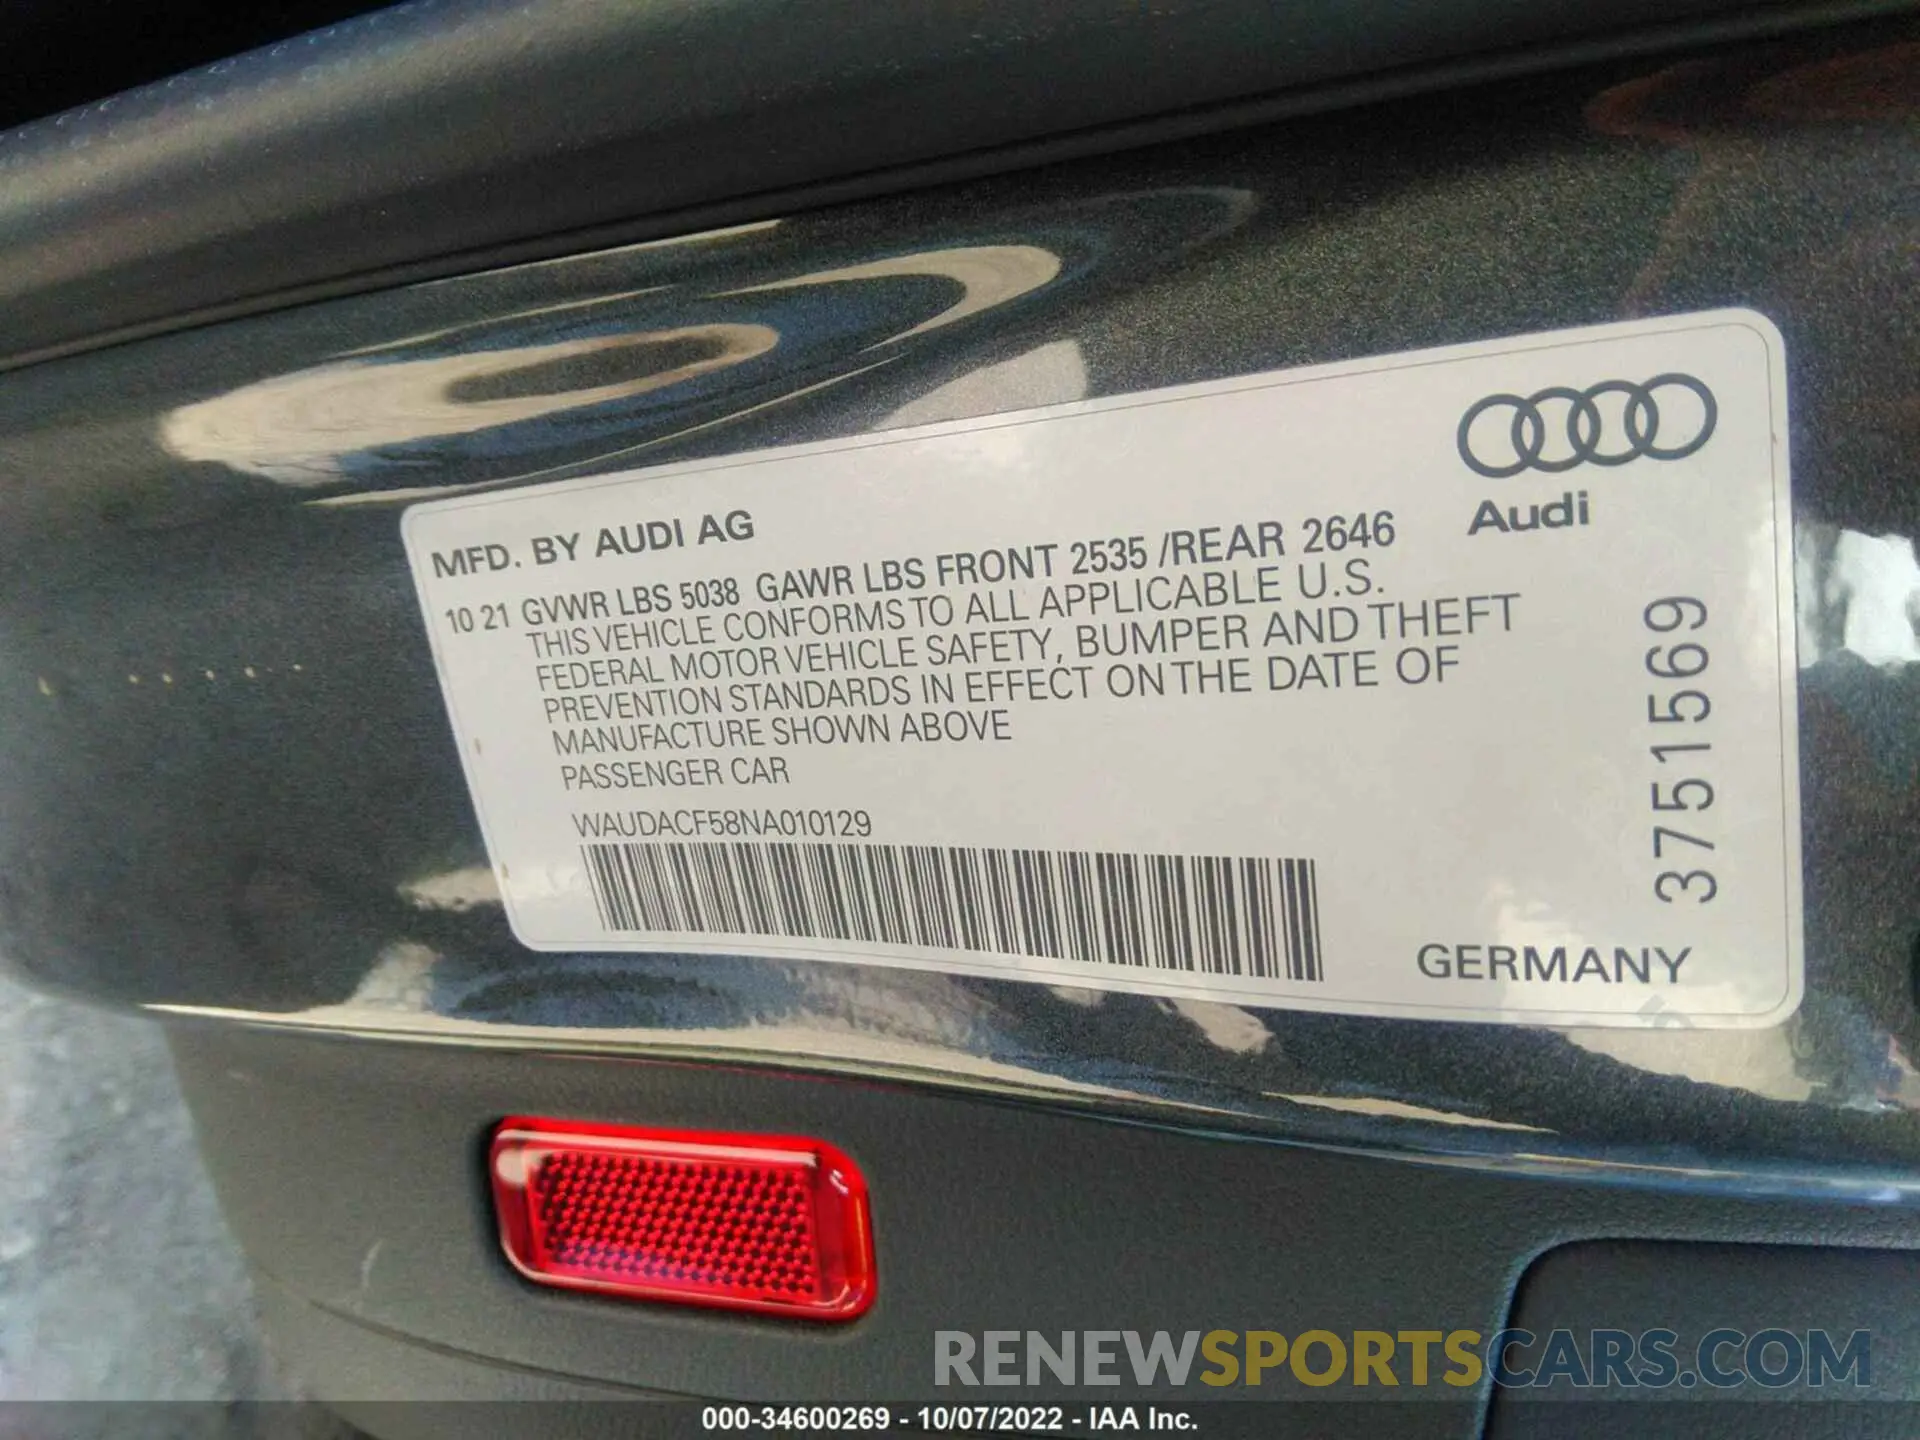 Audi
MFD. BY AUDI AG
10 21 GVWR LBS 5038 GAWR LBS FRONT 2535 /REAR 2646
THIS VEHICLE CONFORMS TO ALL APPLICABLE U.S.
FEDERAL MOTOR VEHICLE SAFETY, BUMPER AND THEFT
PREVENTION STANDARDS IN EFFECT ON THE DATE OF
MANUFACTURE SHOWN ABOVE
PASSENGER CAR
WAUDACF58NA010129
3751569
GERMANY
RENEWSPORTSCARS.COM
000-34600269 - 10/07/2022 - IAA Inc.